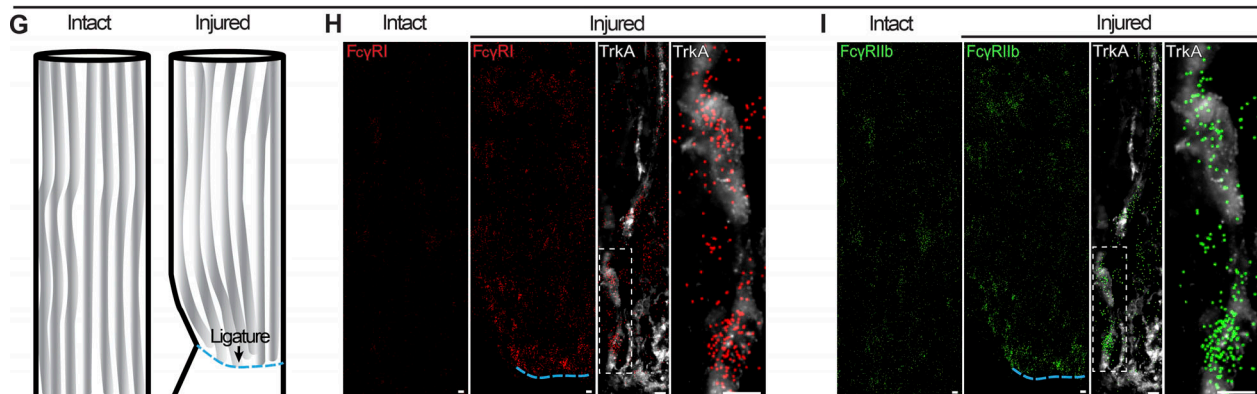 G Intact Injured
Ligature
H Intact Injured
FcγRI FcγRI TrkA TrkA
I Intact Injured
FcγRIIb FcγRIIb TrkA TrkA